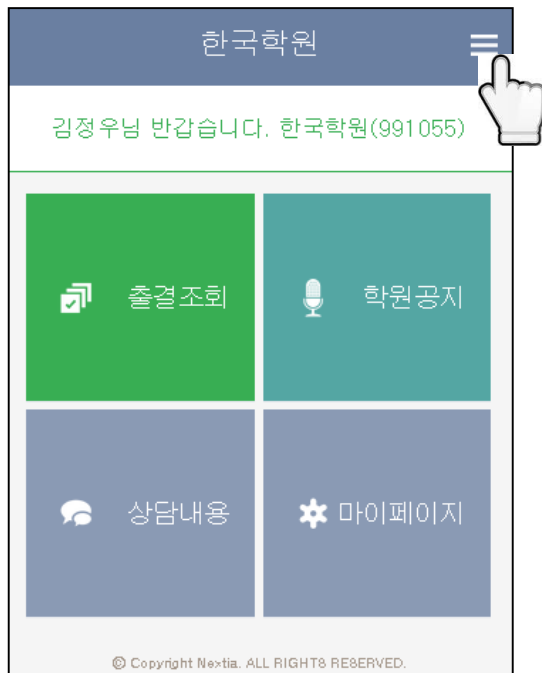 한국학원
김정우님 반갑습니다. 한국학원(991055)
출결조회
학원공지
상담내용
마이페이지
© Copyright Nextia. ALL RIGHTS RESERVED.